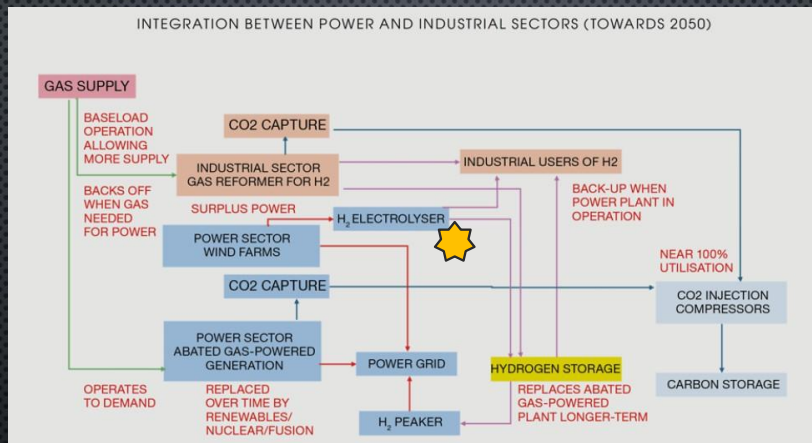 INTEGRATION BETWEEN POWER AND INDUSTRIAL SECTORS (TOWARDS 2050)
GAS SUPPLY
BASELOAD
OPERATION
ALLOWING
MORE SUPPLY
CO2 CAPTURE
INDUSTRIAL SECTOR
GAS REFORMER FOR H2
INDUSTRIAL USERS OF H2
BACKS OFF
WHEN GAS
NEEDED
FOR POWER
BACK-UP WHEN
POWER PLANT IN
OPERATION
SURPLUS POWER
H₂ ELECTROLYSER
POWER SECTOR
WIND FARMS
NEAR 100%
UTILISATION
CO2 CAPTURE
CO2 INJECTION
COMPRESSORS
POWER SECTOR
ABATED GAS-POWERED
GENERATION
POWER GRID
HYDROGEN STORAGE
CARBON STORAGE
OPERATES
TO DEMAND
REPLACED
OVER TIME BY
RENEWABLES/
NUCLEAR/FUSION
REPLACES ABATED
GAS-POWERED
PLANT LONGER-TERM
H₂ PEAKER